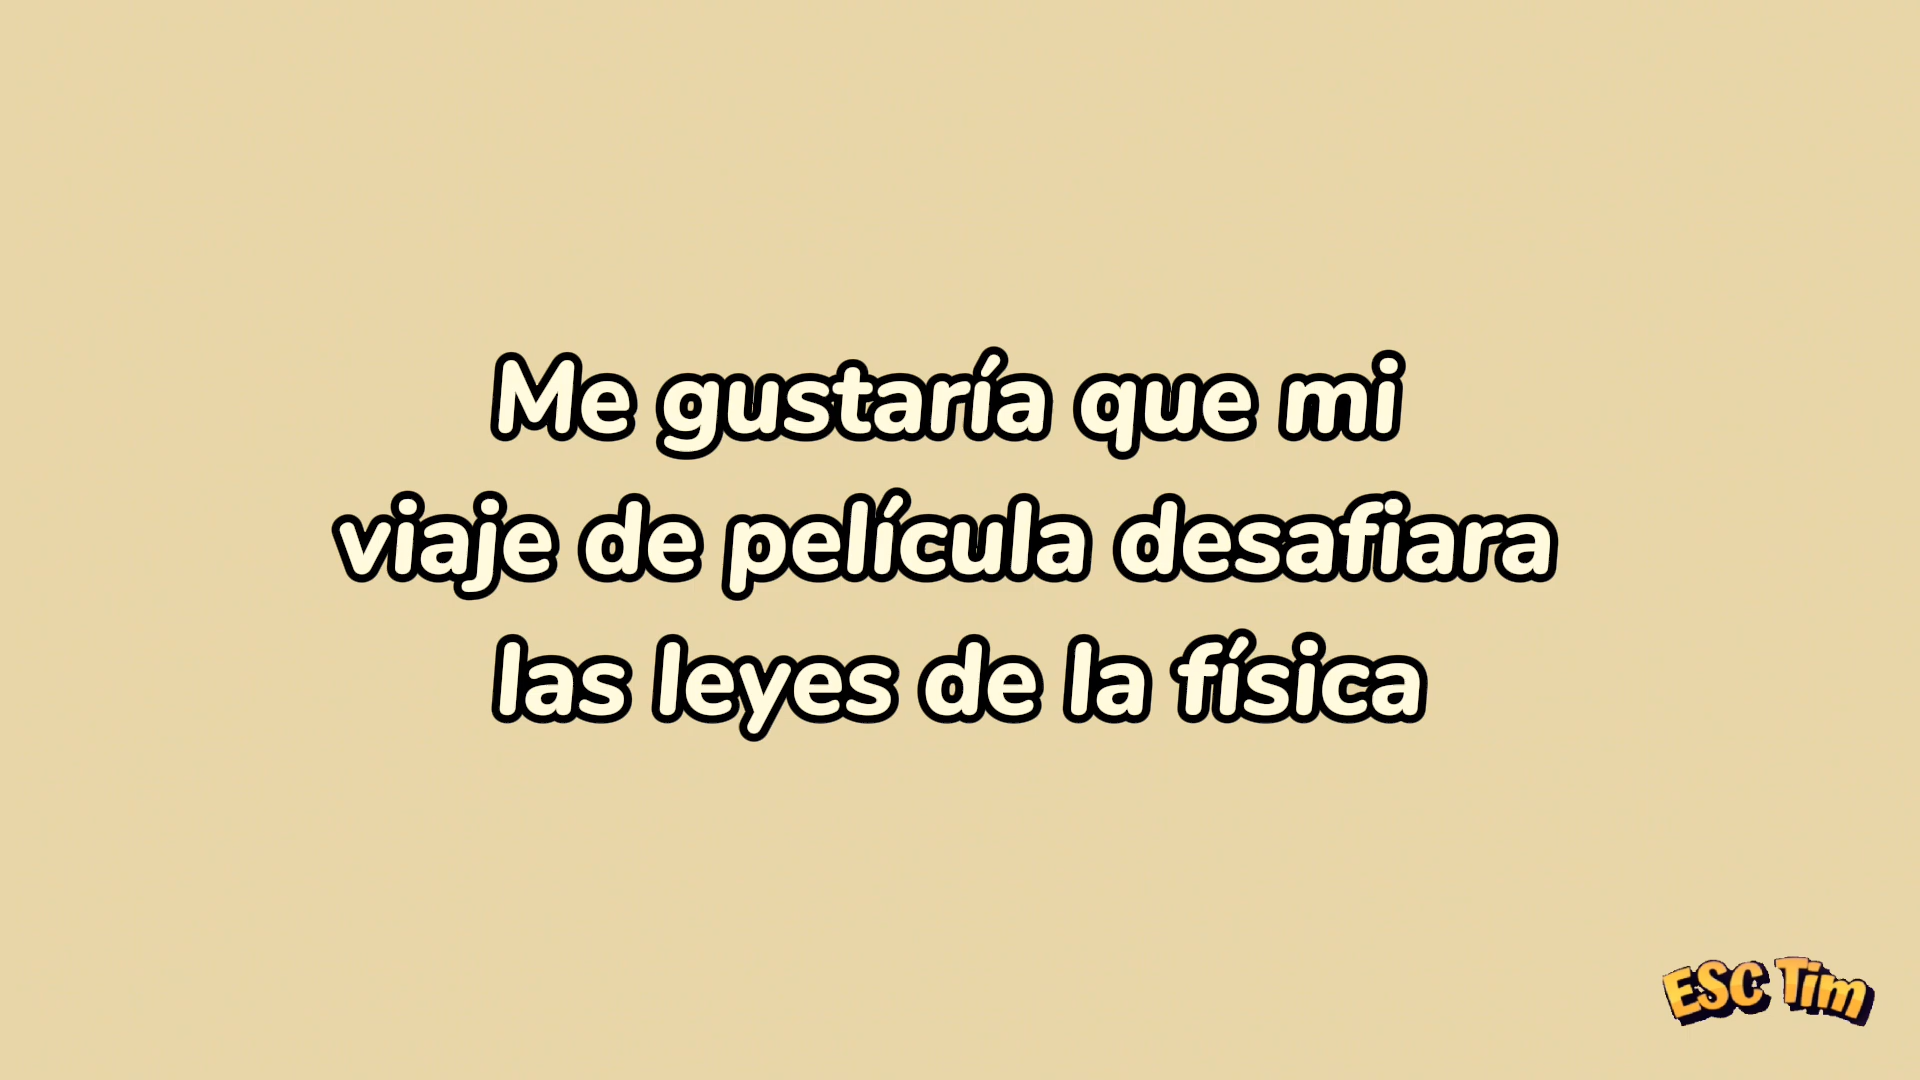 Me gustaría que mi
viaje de película desafiara
las leyes de la física
ESC Tim